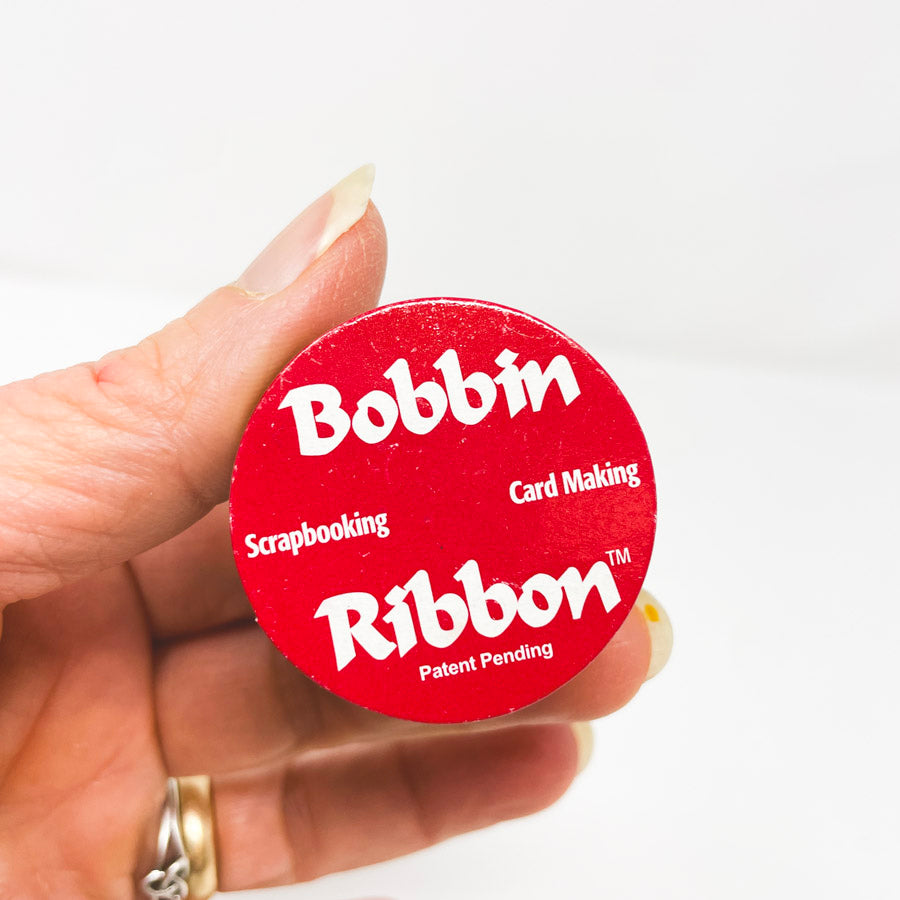 Bobbin
Card Making
Scrapbooking
Ribbon™
Patent Pending